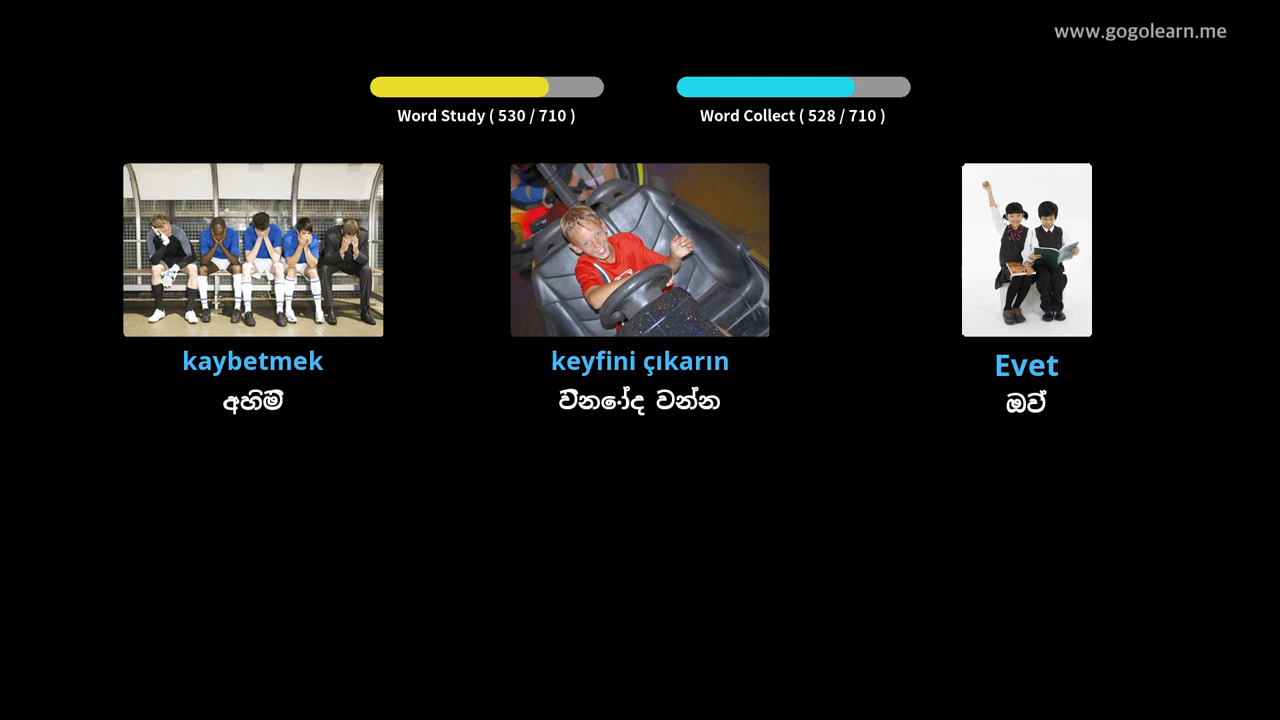 www.gogolearn.me
Word Study ( 530 / 710 )
Word Collect ( 528 / 710 )
kaybetmek
අහිමි
keyfini çıkarın
විනෝද වන්න
Evet
ඔව්